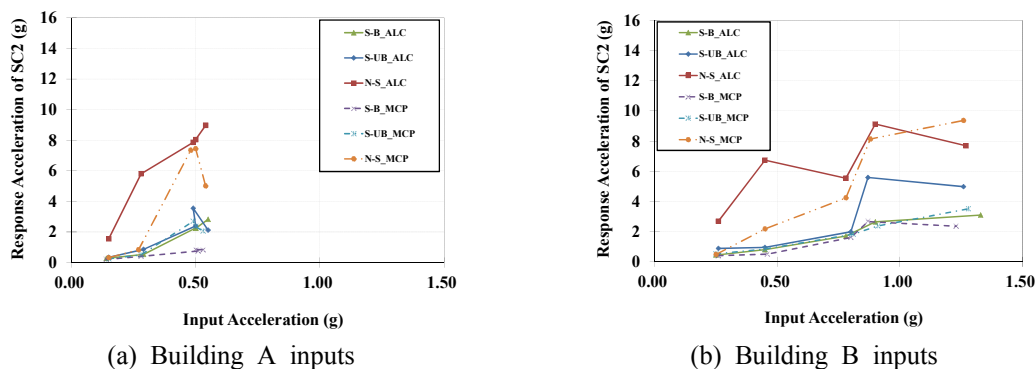 Response Acceleration of SC2 (g)
16
14
12
10
8
6
4
2
0
0.00
0.50
1.00
1.50
Input Acceleration (g)
S-B_ALC
S-UB_ALC
N-S_ALC
S-B_MCP
S-UB_MCP
N-S_MCP
(a) Building A inputs
Response Acceleration of SC2 (g)
16
14
12
10
8
6
4
2
0
0.00
0.50
1.00
1.50
Input Acceleration (g)
S-B_ALC
S-UB_ALC
N-S_ALC
S-B_MCP
S-UB_MCP
N-S_MCP
(b) Building B inputs